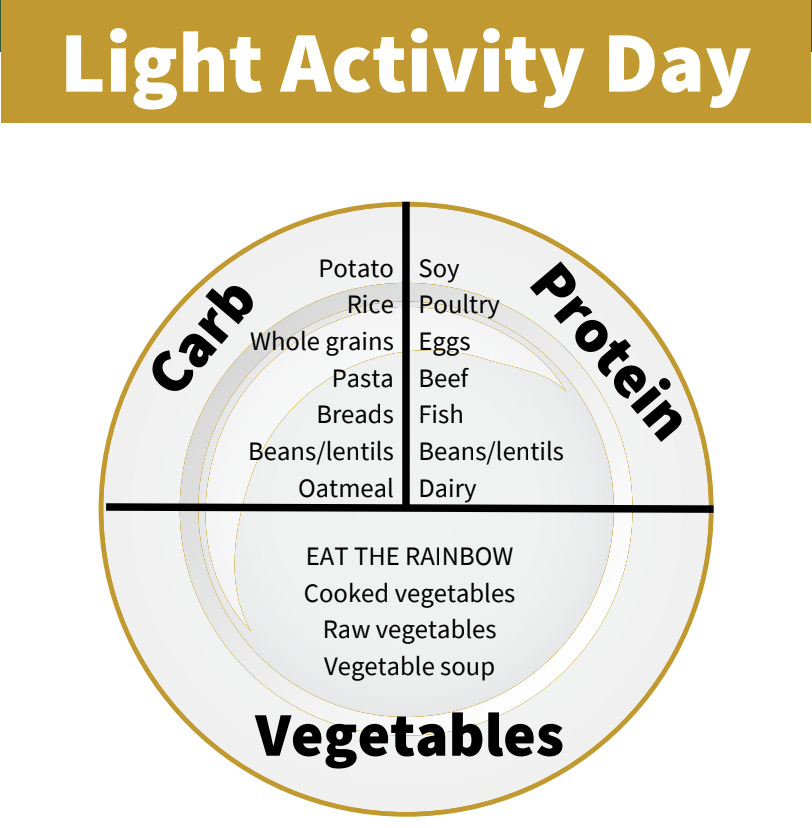 Light Activity Day
Carb
Potato
Rice
Whole grains
Pasta
Breads
Beans/lentils
Oatmeal
Protein
Soy
Poultry
Eggs
Beef
Fish
Beans/lentils
Dairy
EAT THE RAINBOW
Cooked vegetables
Raw vegetables
Vegetable soup
Vegetables